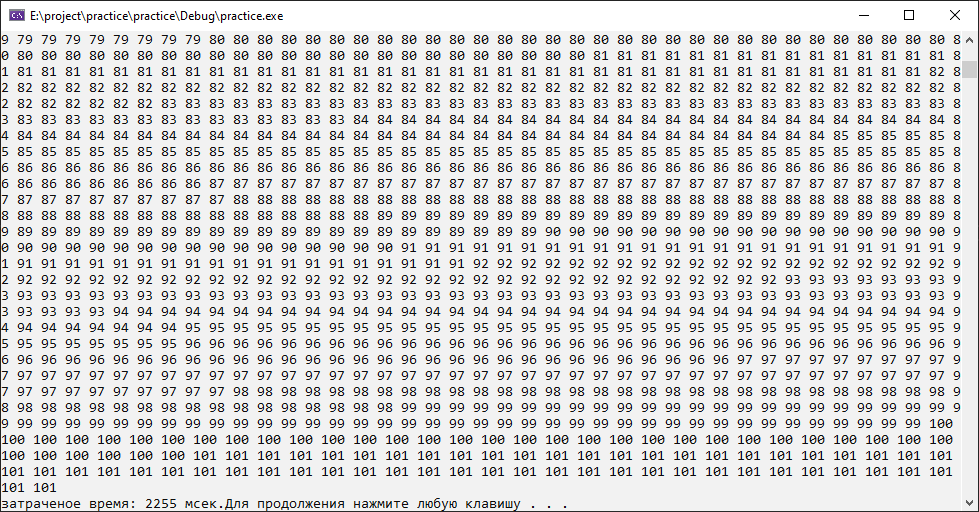 E:\project\practice\practice\Debug\practice.exe
9 79 79 79 79 79 79 79 79 80 80 80 80 80 80 80 80 80 80 80 80 80 80 80 80 80 80 80 80 80 80 80 80 80 80 80 80 80 80 80 8
0 80 80 80 80 80 80 80 80 80 80 80 80 80 80 80 80 80 80 80 80 80 80 80 80 81 81 81 81 81 81 81 81 81 81 81 81 81 81 81 8
1 81 81 81 81 81 81 81 81 81 81 81 81 81 81 81 81 81 81 81 81 81 81 81 81 81 81 81 81 81 81 81 81 81 81 81 81 81 81 82 8
2 82 82 82 82 82 82 82 82 82 82 82 82 82 82 82 82 82 82 82 82 82 82 82 82 82 82 82 82 82 82 82 82 82 82 82 82 82 82 82 8
2 82 82 82 82 82 82 83 83 83 83 83 83 83 83 83 83 83 83 83 83 83 83 83 83 83 83 83 83 83 83 83 83 83 83 83 83 83 83 83 8
3 83 83 83 83 83 83 83 83 83 83 83 83 83 83 84 84 84 84 84 84 84 84 84 84 84 84 84 84 84 84 84 84 84 84 84 84 84 84 84 8
4 84 84 84 84 84 84 84 84 84 84 84 84 84 84 84 84 84 84 84 84 84 84 84 84 84 84 84 84 84 84 84 84 84 84 85 85 85 85 85 8
5 85 85 85 85 85 85 85 85 85 85 85 85 85 85 85 85 85 85 85 85 85 85 85 85 85 85 85 85 85 85 85 85 85 85 85 85 85 85 85 8
6 86 86 86 86 86 86 86 86 86 86 86 86 86 86 86 86 86 86 86 86 86 86 86 86 86 86 86 86 86 86 86 86 86 86 86 86 86 86 86 8
6 86 86 86 86 86 86 86 86 87 87 87 87 87 87 87 87 87 87 87 87 87 87 87 87 87 87 87 87 87 87 87 87 87 87 87 87 87 87 87 8
7 87 87 87 87 87 87 87 87 87 88 88 88 88 88 88 88 88 88 88 88 88 88 88 88 88 88 88 88 88 88 88 88 88 88 88 88 88 88 88 8
8 88 88 88 88 88 88 88 88 88 88 88 88 88 88 88 89 89 89 89 89 89 89 89 89 89 89 89 89 89 89 89 89 89 89 89 89 89 89 89 8
9 89 89 89 89 89 89 89 89 89 89 89 89 89 89 89 89 89 89 89 89 89 89 90 90 90 90 90 90 90 90 90 90 90 90 90 90 90 90 90 9
0 90 90 90 90 90 90 90 90 90 90 90 90 90 90 90 90 91 91 91 91 91 91 91 91 91 91 91 91 91 91 91 91 91 91 91 91 91 91 91 9
1 91 91 91 91 91 91 91 91 91 91 91 91 91 91 91 91 91 91 91 92 92 92 92 92 92 92 92 92 92 92 92 92 92 92 92 92 92 92 92 9
2 92 92 92 92 92 92 92 92 92 92 92 92 92 92 92 92 92 92 92 92 92 92 92 92 92 92 92 92 92 92 92 92 93 93 93 93 93 93 93 9
3 93 93 93 93 93 93 93 93 93 93 93 93 93 93 93 93 93 93 93 93 93 93 93 93 93 93 93 93 93 93 93 93 93 93 93 93 93 93 93 9
3 93 93 93 93 94 94 94 94 94 94 94 94 94 94 94 94 94 94 94 94 94 94 94 94 94 94 94 94 94 94 94 94 94 94 94 94 94 94 94 9
4 94 94 94 94 94 94 94 95 95 95 95 95 95 95 95 95 95 95 95 95 95 95 95 95 95 95 95 95 95 95 95 95 95 95 95 95 95 95 95 9
5 95 95 95 95 95 95 95 96 96 96 96 96 96 96 96 96 96 96 96 96 96 96 96 96 96 96 96 96 96 96 96 96 96 96 96 96 96 96 96 9
6 96 96 96 96 96 96 96 96 96 96 96 96 96 96 96 96 96 96 96 96 96 96 96 96 96 96 96 96 96 96 97 97 97 97 97 97 97 97 97 9
7 97 97 97 97 97 97 97 97 97 97 97 97 97 97 97 97 97 97 97 97 97 97 97 97 97 97 97 97 97 97 97 97 97 97 97 97 97 97 97 9
7 97 97 97 97 97 97 97 97 97 98 98 98 98 98 98 98 98 98 98 98 98 98 98 98 98 98 98 98 98 98 98 98 98 98 98 98 98 98 98 9
8 98 98 98 98 98 98 98 98 98 98 98 98 98 98 98 98 99 99 99 99 99 99 99 99 99 99 99 99 99 99 99 99 99 99 99 99 99 99 99 9
9 99 99 99 99 99 99 99 99 99 99 99 99 99 99 99 99 99 99 99 99 99 99 99 99 99 99 99 99 99 99 99 99 99 99 99 99 99 99 100
100 100 100 100 100 100 100 100 100 100 100 100 100 100 100 100 100 100 100 100 100 100 100 100 100 100 100 100 100 100
100 100 100 100 100 100 101 101 101 101 101 101 101 101 101 101 101 101 101 101 101 101 101 101 101 101 101 101 101 101
101 101 101 101 101 101 101 101 101 101 101 101 101 101 101 101 101 101 101 101 101 101 101 101 101 101 101 101 101 101
101 101
затраченое время: 2255 мсек.Для продолжения нажмите любую клавишу . . .